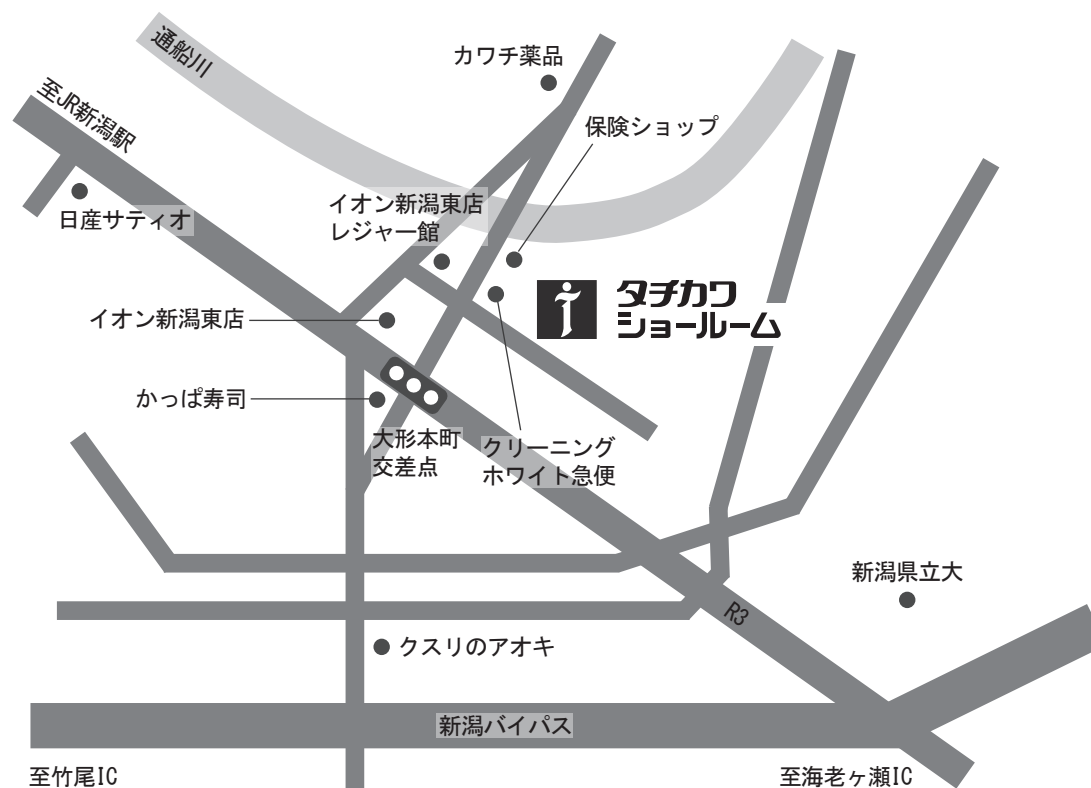 通船川
カワチ薬品
至JR新潟駅
保険ショップ
日産サティオ
イオン新潟東店
レジャー館
タチカワ
ショールーム
イオン新潟東店
かっぱ寿司
大形本町
交差点
クリーニング
ホワイト急便
新潟県立大
R3
クスリのアオキ
新潟バイパス
至竹尾IC
至海老ヶ瀬IC